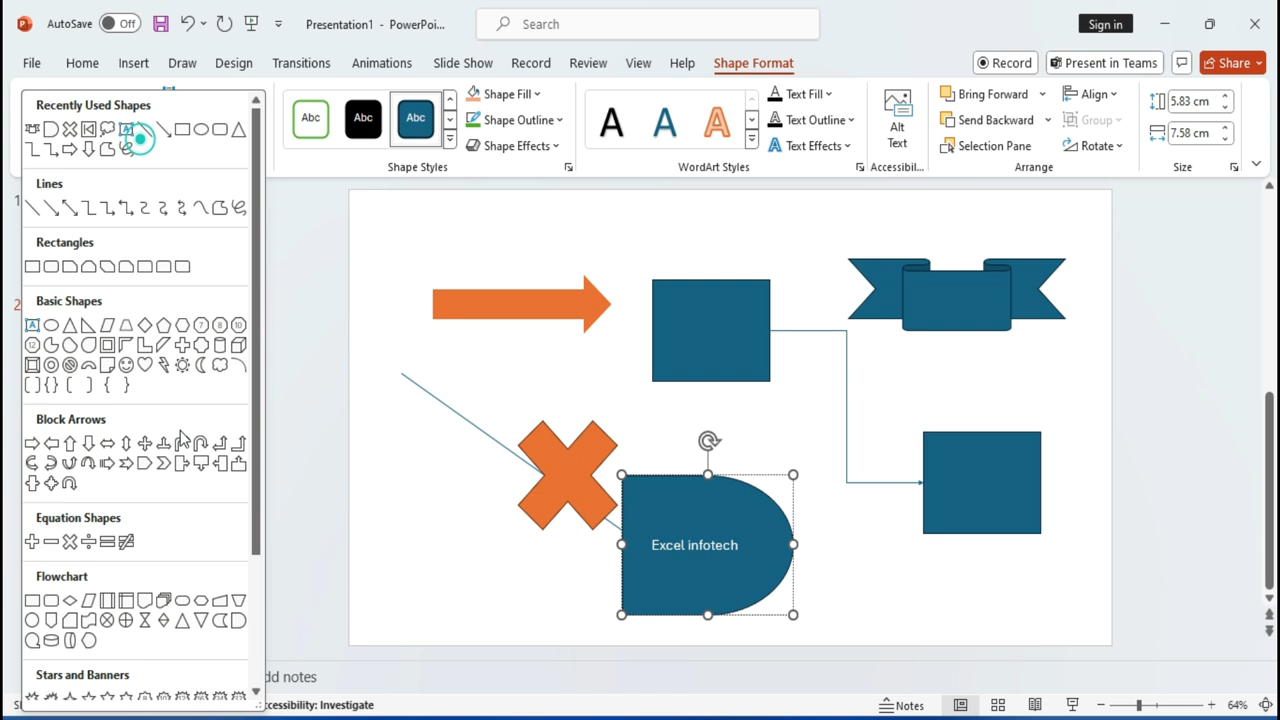 AutoSave Off Presentation1 - PowerPoi... Search Sign in
File Home Insert Draw Design Transitions Animations Slide Show Record Review View Help Shape Format Record Present in Teams Share
Recently Used Shapes
Lines
Rectangles
Basic Shapes
Block Arrows
Equation Shapes
Flowchart
Stars and Banners
Abc Abc Abc
Shape Fill
Shape Outline
Shape Effects
Shape Styles
A A A
Text Fill
Text Outline
Text Effects
WordArt Styles
Alt
Text
Accessibil...
Bring Forward Align
Send Backward Group
Selection Pane Rotate
Arrange
5.83 cm
7.58 cm
Size
1
2
Excel infotech
dd notes
ccessibility: Investigate Notes 64%